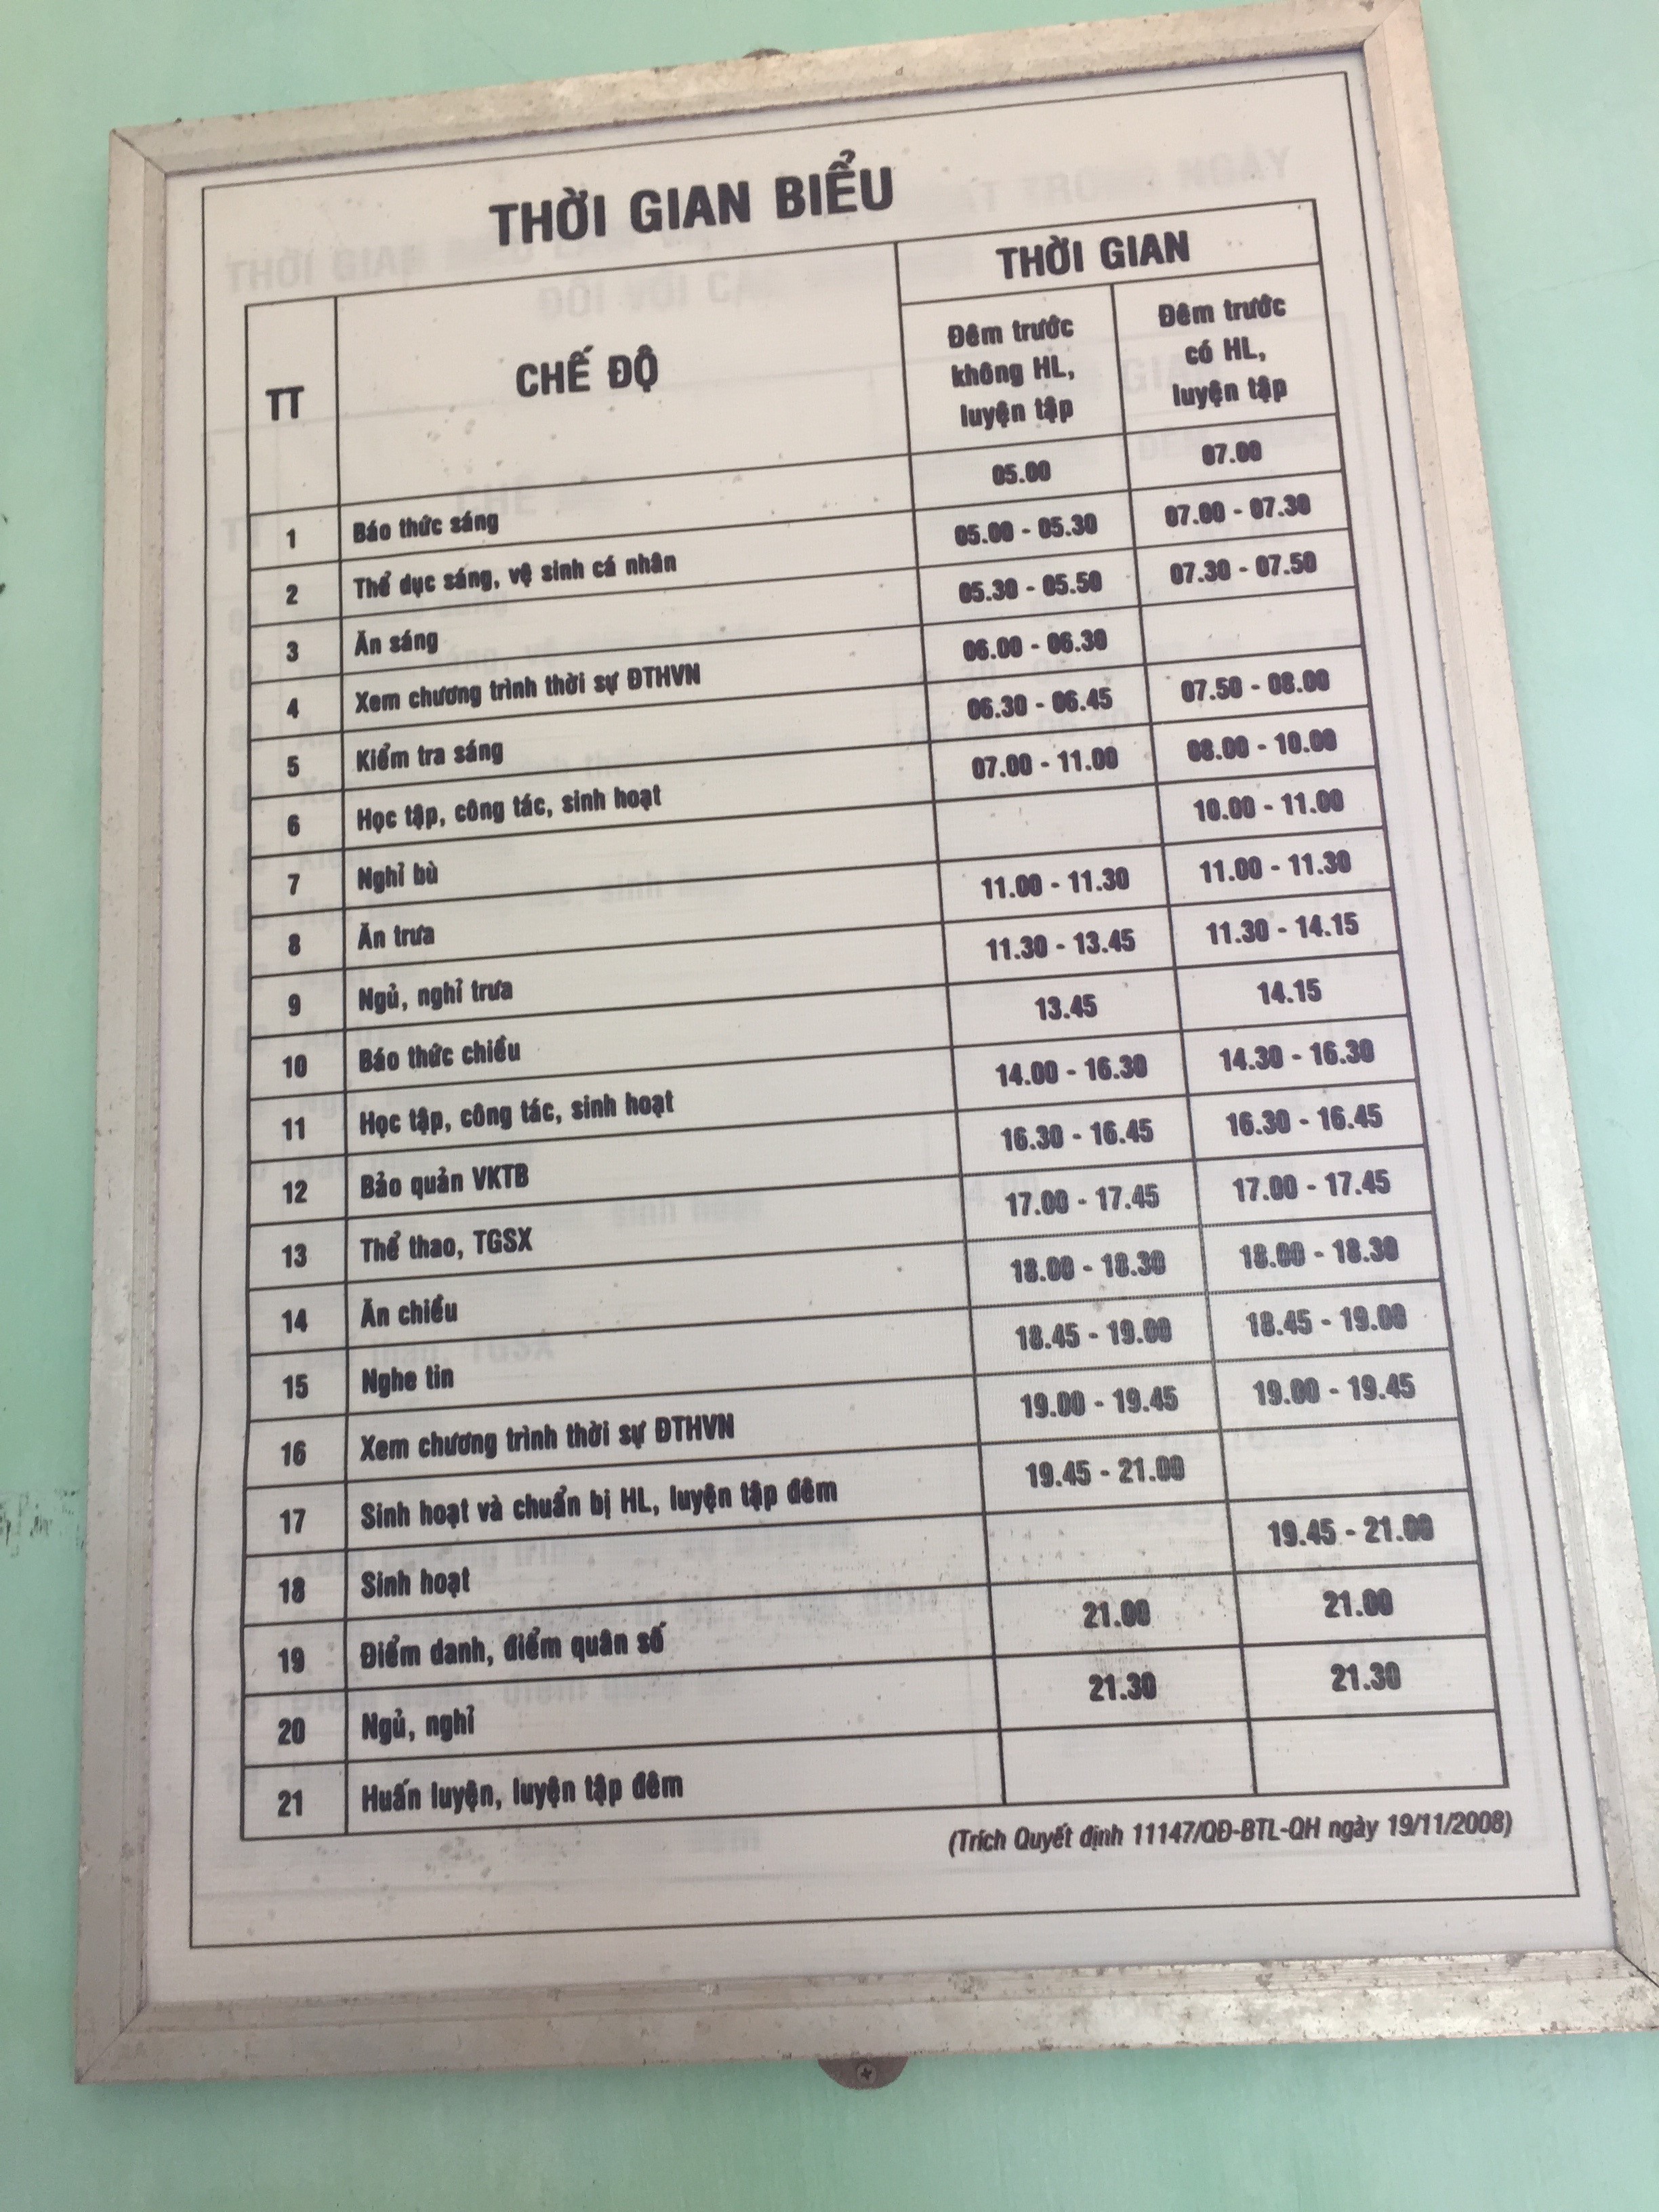 THỜI GIAN BIỂU
TT CHẾ ĐỘ THỜI GIAN
Đêm trước không HL, luyện tập Đêm trước có HL, luyện tập
1 Báo thức sáng 05.00 07.00
2 Thể dục sáng, vệ sinh cá nhân 05.00 - 05.30 07.00 - 07.30
3 Ăn sáng 05.30 - 05.50 07.30 - 07.50
4 Xem chương trình thời sự ĐTHVN 06.00 - 06.30
5 Kiểm tra sáng 06.30 - 06.45 07.50 - 08.00
6 Học tập, công tác, sinh hoạt 07.00 - 11.00 08.00 - 10.00
7 Nghỉ bù 10.00 - 11.00
8 Ăn trưa 11.00 - 11.30 11.00 - 11.30
9 Ngủ, nghỉ trưa 11.30 - 13.45 11.30 - 14.15
10 Báo thức chiều 13.45 14.15
11 Học tập, công tác, sinh hoạt 14.00 - 16.30 14.30 - 16.30
12 Bảo quản VKTB 16.30 - 16.45 16.30 - 16.45
13 Thể thao, TGSX 17.00 - 17.45 17.00 - 17.45
14 Ăn chiều 18.00 - 18.30 18.00 - 18.30
15 Nghe tin 18.45 - 19.00 18.45 - 19.00
16 Xem chương trình thời sự ĐTHVN 19.00 - 19.45 19.00 - 19.45
17 Sinh hoạt và chuẩn bị HL, luyện tập đêm 19.45 - 21.00
18 Sinh hoạt 19.45 - 21.00
19 Điểm danh, điểm quân số 21.00 21.00
20 Ngủ, nghỉ 21.30 21.30
21 Huấn luyện, luyện tập đêm
(Trích Quyết định 11147/QĐ-BTL-QH ngày 19/11/2008)